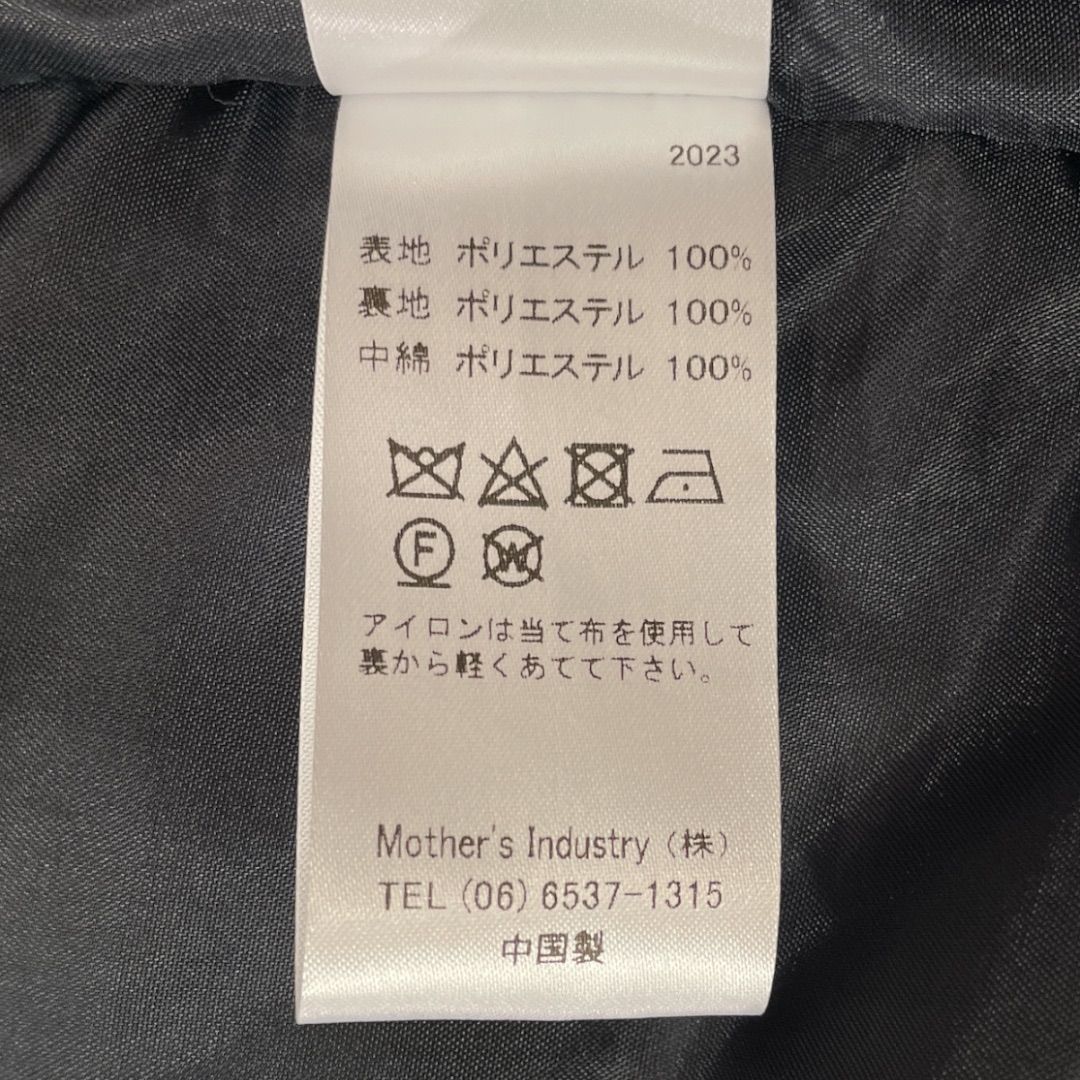 2023
表地 ポリエステル 100%
裏地 ポリエステル 100%
中綿 ポリエステル 100%
F W
アイロンは当て布を使用して
裏から軽くあてて下さい。
Mother's Industry（株）
TEL (06) 6537-1315
中国製